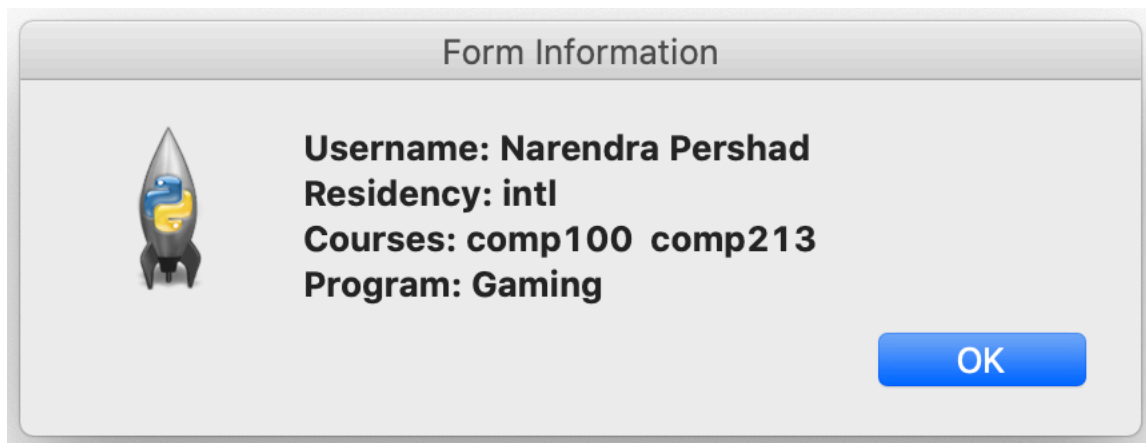 Form Information
Username: Narendra Pershad
Residency: intl
Courses: comp100  comp213
Program: Gaming
OK